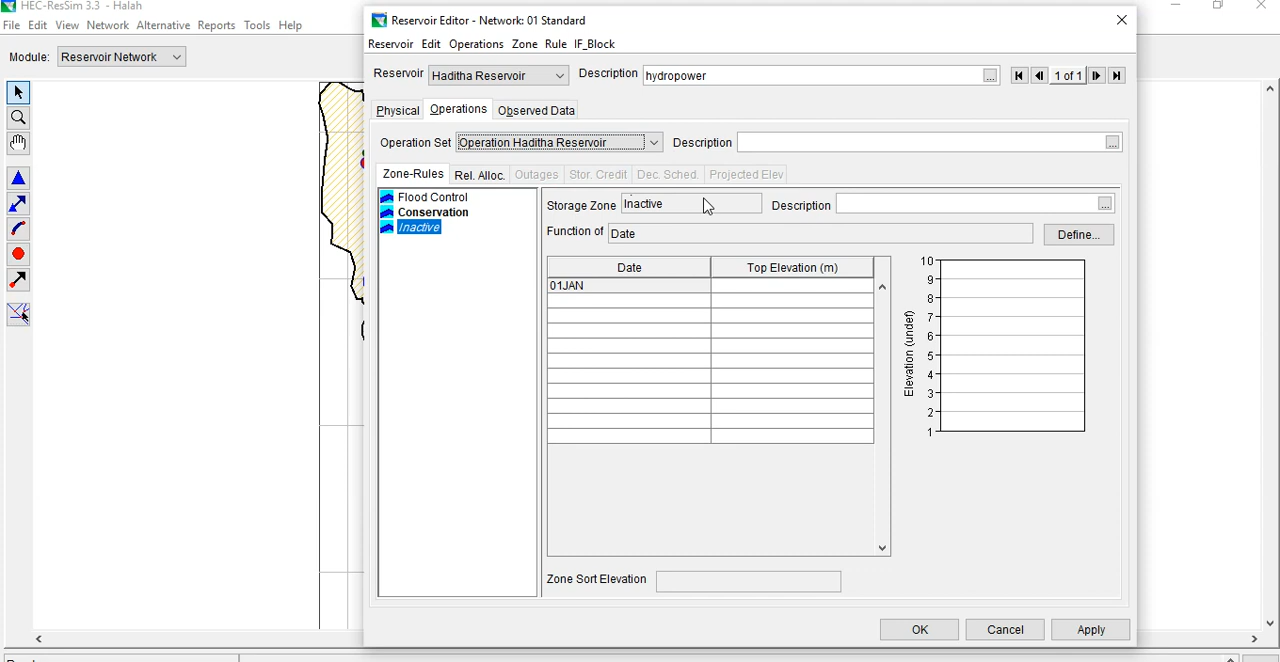 HEC-ResSim 3.3 - Halah
File Edit View Network Alternative Reports Tools Help
Module: Reservoir Network
Reservoir Editor - Network: 01 Standard
Reservoir Edit Operations Zone Rule IF_Block
Reservoir Haditha Reservoir Description hydropower ... 1 of 1
Physical Operations Observed Data
Operation Set Operation Haditha Reservoir Description ...
Zone-Rules Rel. Alloc. Outages Stor. Credit Dec. Sched. Projected Elev
Flood Control
Conservation
Inactive
Storage Zone Inactive Description ...
Function of Date Define...
Date Top Elevation (m)
01JAN
Elevation (undef)
10
9
8
7
6
5
4
3
2
1
Zone Sort Elevation
OK Cancel Apply